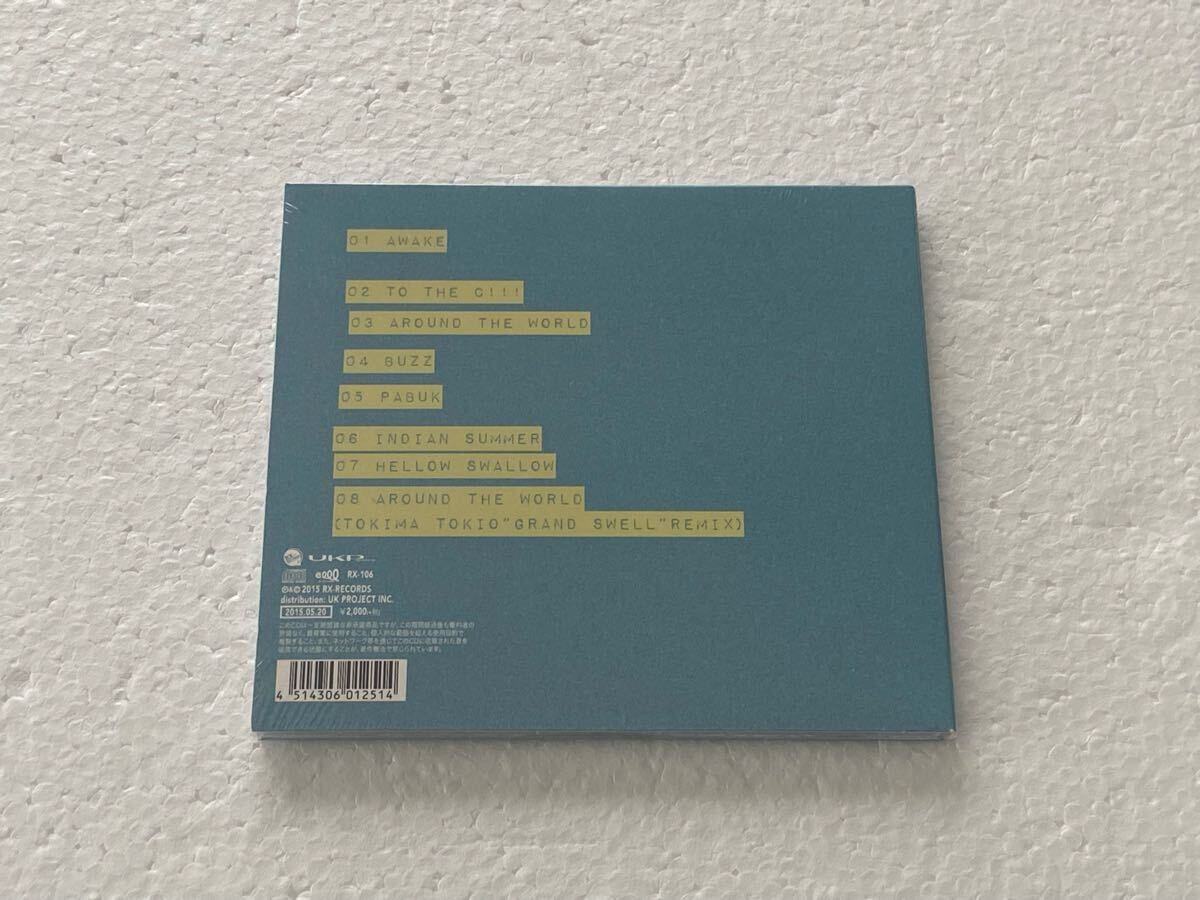 01 AWAKE
02 TO THE G!!!
03 AROUND THE WORLD
04 BUZZ
05 PABUK
06 INDIAN SUMMER
07 HELLOW SWALLOW
08 AROUND THE WORLD
(TOKIMA TOKIO"GRAND SWELL"REMIX)
UKP
RX-106
℗&© 2015 RX-RECORDS
distribution: UK PROJECT INC.
2015.05.20 ¥2,000+税
4 514306 012514